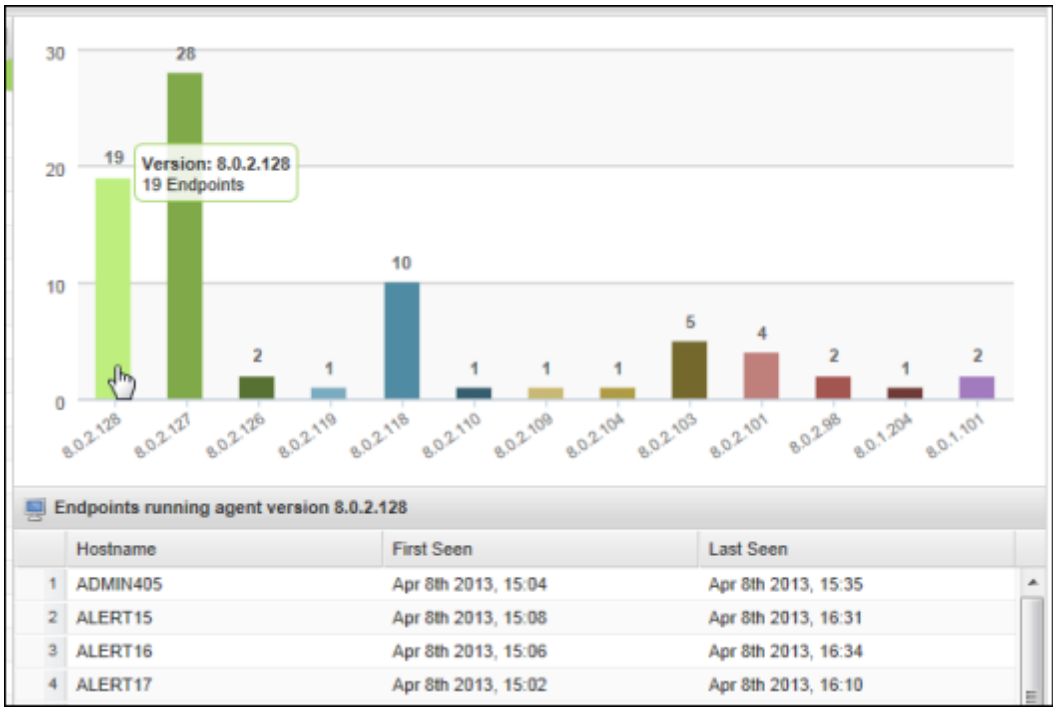 30
28
19
Version: 8.0.2.128
20
19 Endpoints
10
10
5
4
2
1
1
1
1
2
1
2
0
8.0.2.128 8.0.2.127 8.0.2.126 8.0.2.119 8.0.2.118 8.0.2.110 8.0.2.109 8.0.2.104 8.0.2.103 8.0.2.101 8.0.2.98 8.0.1.204 8.0.1.101
Endpoints running agent version 8.0.2.128
Hostname First Seen Last Seen
1 ADMIN405 Apr 8th 2013, 15:04 Apr 8th 2013, 15:35
2 ALERT15 Apr 8th 2013, 15:08 Apr 8th 2013, 16:31
3 ALERT16 Apr 8th 2013, 15:06 Apr 8th 2013, 16:34
4 ALERT17 Apr 8th 2013, 15:02 Apr 8th 2013, 16:10